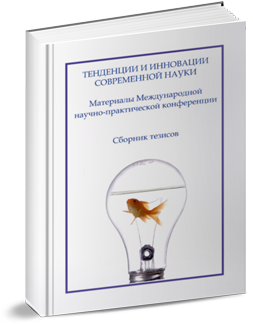 ТЕНДЕНЦИИ И ИННОВАЦИИ
СОВРЕМЕННОЙ НАУКИ
Материалы Международной
научно-практической конференции
Сборник тезисов